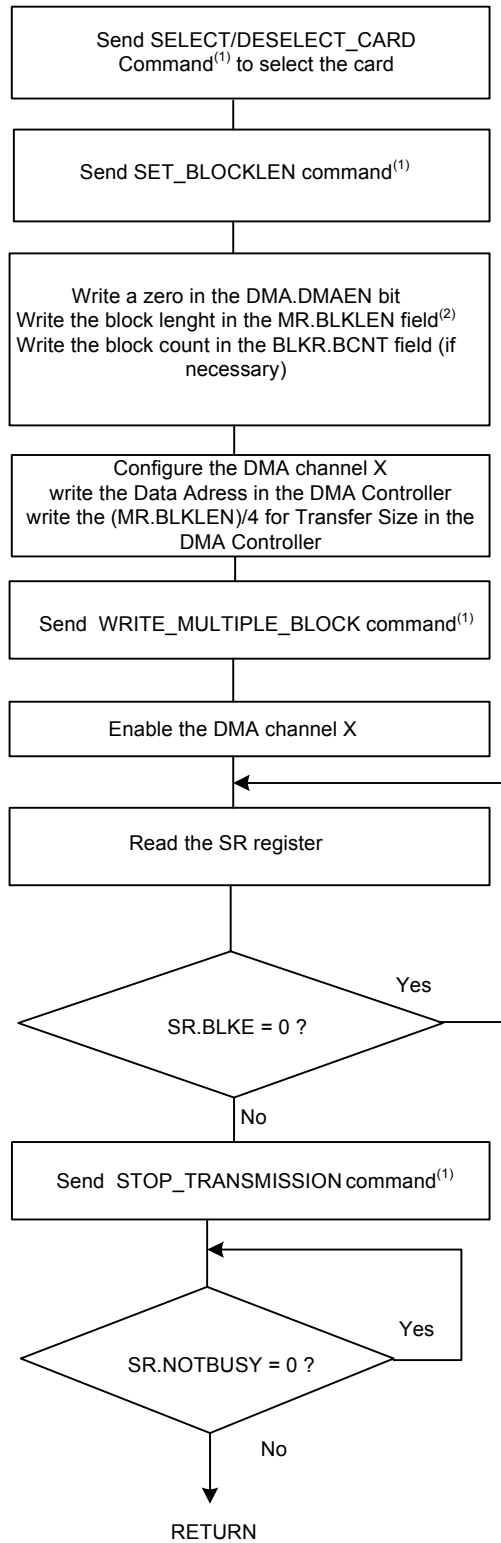 Send SELECT/DESELECT_CARD
Command(1) to select the card
Send SET_BLOCKLEN command(1)
Write a zero in the DMA.DMAEN bit
Write the block lenght in the MR.BLKLEN field(2)
Write the block count in the BLKR.BCNT field (if
necessary)
Configure the DMA channel X
write the Data Adress in the DMA Controller
write the (MR.BLKLEN)/4 for Transfer Size in the
DMA Controller
Send WRITE_MULTIPLE_BLOCK command(1)
Enable the DMA channel X
Read the SR register
Yes
SR.BLKE = 0 ?
No
Send STOP_TRANSMISSION command(1)
Yes
SR.NOTBUSY = 0 ?
No
RETURN